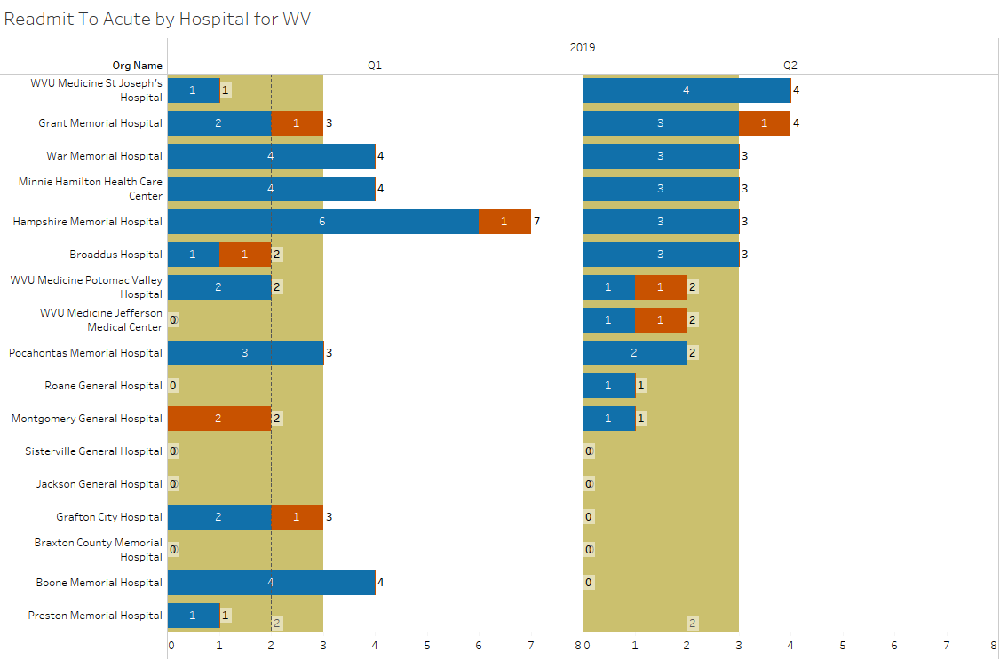 Readmit To Acute by Hospital for WV
2019
Org Name Q1 Q2
WVU Medicine St Joseph's
Hospital
1 1 4 4
Grant Memorial Hospital 2 1 3 3 1 4
War Memorial Hospital 4 4 3 3
Minnie Hamilton Health Care
Center
4 4 3 3
Hampshire Memorial Hospital 6 1 7 3 3
Broaddus Hospital 1 1 2 3 3
WVU Medicine Potomac Valley
Hospital
2 2 1 1 2
WVU Medicine Jefferson
Medical Center
0 1 1 2
Pocahontas Memorial Hospital 3 3 2 2
Roane General Hospital 0 1 1
Montgomery General Hospital 2 2 1 1
Sisterville General Hospital 0 0
Jackson General Hospital 0 0
Grafton City Hospital 2 1 3 0
Braxton County Memorial
Hospital
0 0
Boone Memorial Hospital 4 4 0
Preston Memorial Hospital 1 1
2 2
0 1 2 3 4 5 6 7 8 0 1 2 3 4 5 6 7 8